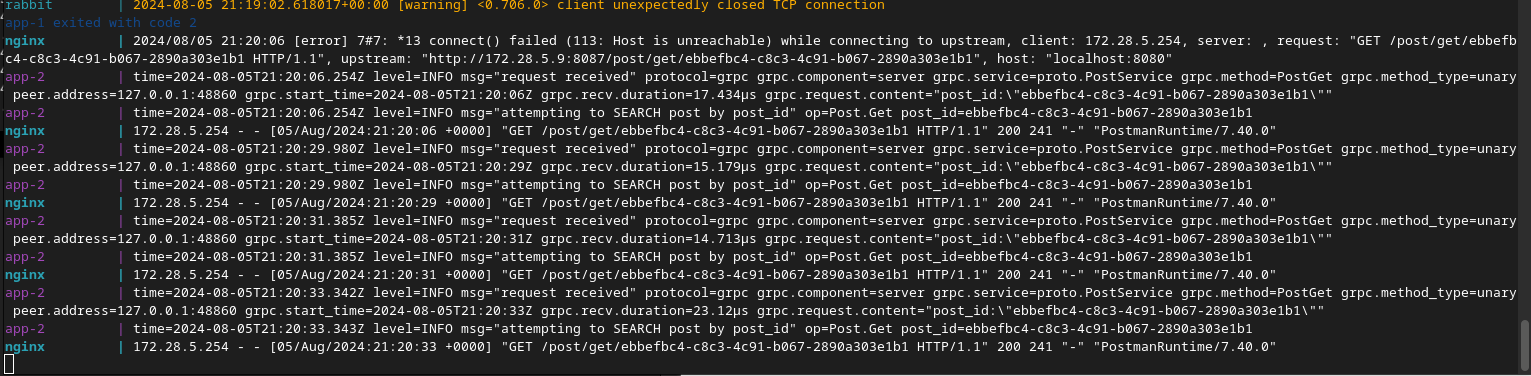 rabbit      | 2024-08-05 21:19:02.618017+00:00 [warning] <0.706.0> client unexpectedly closed TCP connection
app-1 exited with code 2
nginx       | 2024/08/05 21:20:06 [error] 7#7: *13 connect() failed (113: Host is unreachable) while connecting to upstream, client: 172.28.5.254, server: , request: "GET /post/get/ebbefb
c4-c8c3-4c91-b067-2890a303e1b1 HTTP/1.1", upstream: "http://172.28.5.9:8087/post/get/ebbefbc4-c8c3-4c91-b067-2890a303e1b1", host: "localhost:8080"
app-2       | time=2024-08-05T21:20:06.254Z level=INFO msg="request received" protocol=grpc grpc.component=server grpc.service=proto.PostService grpc.method=PostGet grpc.method_type=unary
peer.address=127.0.0.1:48860 grpc.start_time=2024-08-05T21:20:06Z grpc.recv.duration=17.434µs grpc.request.content="post_id:\"ebbefbc4-c8c3-4c91-b067-2890a303e1b1\""
app-2       | time=2024-08-05T21:20:06.254Z level=INFO msg="attempting to SEARCH post by post_id" op=Post.Get post_id=ebbefbc4-c8c3-4c91-b067-2890a303e1b1
nginx       | 172.28.5.254 - - [05/Aug/2024:21:20:06 +0000] "GET /post/get/ebbefbc4-c8c3-4c91-b067-2890a303e1b1 HTTP/1.1" 200 241 "-" "PostmanRuntime/7.40.0"
app-2       | time=2024-08-05T21:20:29.980Z level=INFO msg="request received" protocol=grpc grpc.component=server grpc.service=proto.PostService grpc.method=PostGet grpc.method_type=unary
peer.address=127.0.0.1:48860 grpc.start_time=2024-08-05T21:20:29Z grpc.recv.duration=15.179µs grpc.request.content="post_id:\"ebbefbc4-c8c3-4c91-b067-2890a303e1b1\""
app-2       | time=2024-08-05T21:20:29.980Z level=INFO msg="attempting to SEARCH post by post_id" op=Post.Get post_id=ebbefbc4-c8c3-4c91-b067-2890a303e1b1
nginx       | 172.28.5.254 - - [05/Aug/2024:21:20:29 +0000] "GET /post/get/ebbefbc4-c8c3-4c91-b067-2890a303e1b1 HTTP/1.1" 200 241 "-" "PostmanRuntime/7.40.0"
app-2       | time=2024-08-05T21:20:31.385Z level=INFO msg="request received" protocol=grpc grpc.component=server grpc.service=proto.PostService grpc.method=PostGet grpc.method_type=unary
peer.address=127.0.0.1:48860 grpc.start_time=2024-08-05T21:20:31Z grpc.recv.duration=14.713µs grpc.request.content="post_id:\"ebbefbc4-c8c3-4c91-b067-2890a303e1b1\""
app-2       | time=2024-08-05T21:20:31.385Z level=INFO msg="attempting to SEARCH post by post_id" op=Post.Get post_id=ebbefbc4-c8c3-4c91-b067-2890a303e1b1
nginx       | 172.28.5.254 - - [05/Aug/2024:21:20:31 +0000] "GET /post/get/ebbefbc4-c8c3-4c91-b067-2890a303e1b1 HTTP/1.1" 200 241 "-" "PostmanRuntime/7.40.0"
app-2       | time=2024-08-05T21:20:33.342Z level=INFO msg="request received" protocol=grpc grpc.component=server grpc.service=proto.PostService grpc.method=PostGet grpc.method_type=unary
peer.address=127.0.0.1:48860 grpc.start_time=2024-08-05T21:20:33Z grpc.recv.duration=23.12µs grpc.request.content="post_id:\"ebbefbc4-c8c3-4c91-b067-2890a303e1b1\""
app-2       | time=2024-08-05T21:20:33.343Z level=INFO msg="attempting to SEARCH post by post_id" op=Post.Get post_id=ebbefbc4-c8c3-4c91-b067-2890a303e1b1
nginx       | 172.28.5.254 - - [05/Aug/2024:21:20:33 +0000] "GET /post/get/ebbefbc4-c8c3-4c91-b067-2890a303e1b1 HTTP/1.1" 200 241 "-" "PostmanRuntime/7.40.0"